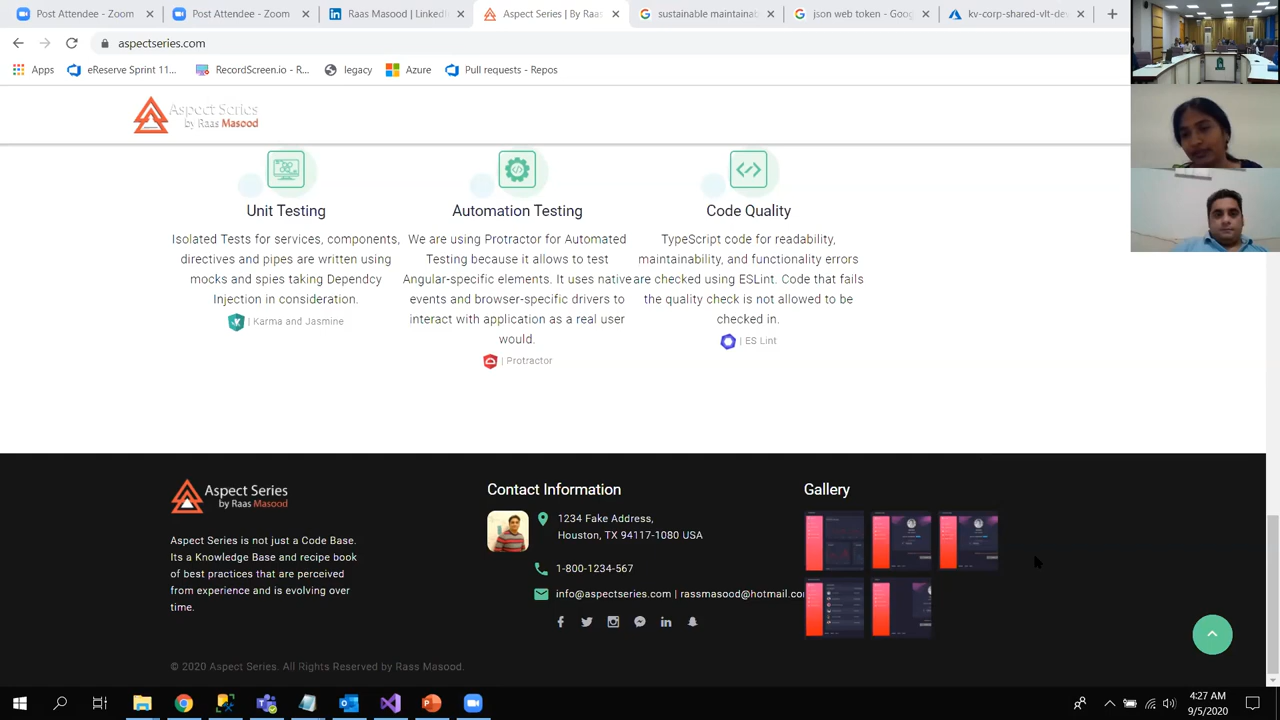 Post Attendee - Zoom
Post Attendee - Zoom
Raas Masood | LinkedI
Aspect Series | By Raas
sustainable maintainab
json web token - Goog
kv-corp-shared-vlt-dev
aspectseries.com
Apps
eReserve Sprint 11...
RecordScreen.io - R...
legacy
Azure
Pull requests - Repos
Aspect Series
by Raas Masood
Unit Testing
Isolated Tests for services, components,
directives and pipes are written using
mocks and spies taking Dependcy
Injection in consideration.
| Karma and Jasmine
Automation Testing
We are using Protractor for Automated
Testing because it allows to test
Angular-specific elements. It uses native
events and browser-specific drivers to
interact with application as a real user
would.
| Protractor
Code Quality
TypeScript code for readability,
maintainability, and functionality errors
are checked using ESLint. Code that fails
the quality check is not allowed to be
checked in.
| ES Lint
Aspect Series
by Raas Masood
Aspect Series is not just a Code Base.
Its a Knowledge Base and recipe book
of best practices that are perceived
from experience and is evolving over
time.
Contact Information
1234 Fake Address,
Houston, TX 94117-1080 USA
1-800-1234-567
info@aspectseries.com | rassmasood@hotmail.co
Gallery
© 2020 Aspect Series. All Rights Reserved by Rass Masood.
4:27 AM
9/5/2020